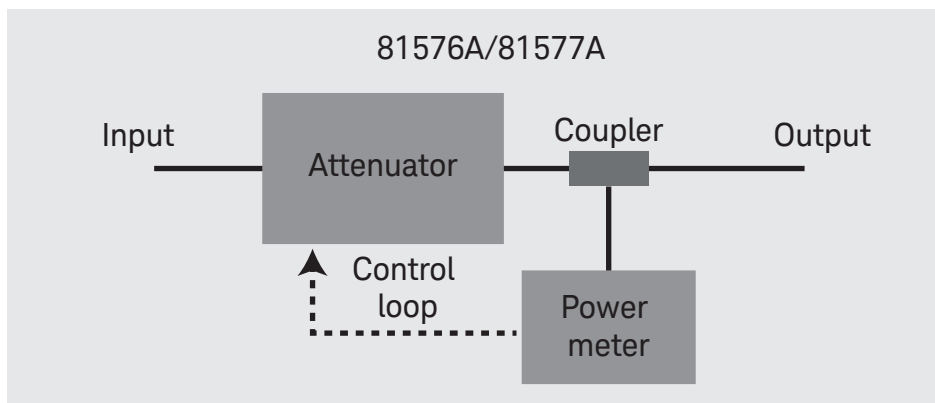 81576A/81577A
Input
Attenuator
Coupler
Output
Control
loop
Power
meter